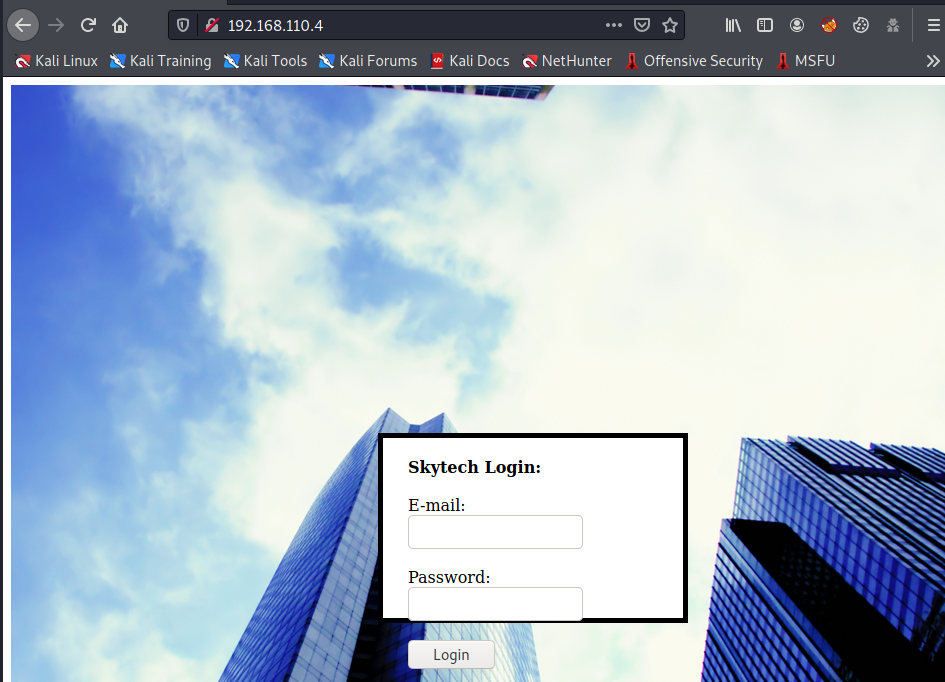 192.168.110.4
Kali Linux Kali Training Kali Tools Kali Forums Kali Docs NetHunter Offensive Security MSFU
Skytech Login:
E-mail:
Password:
Login